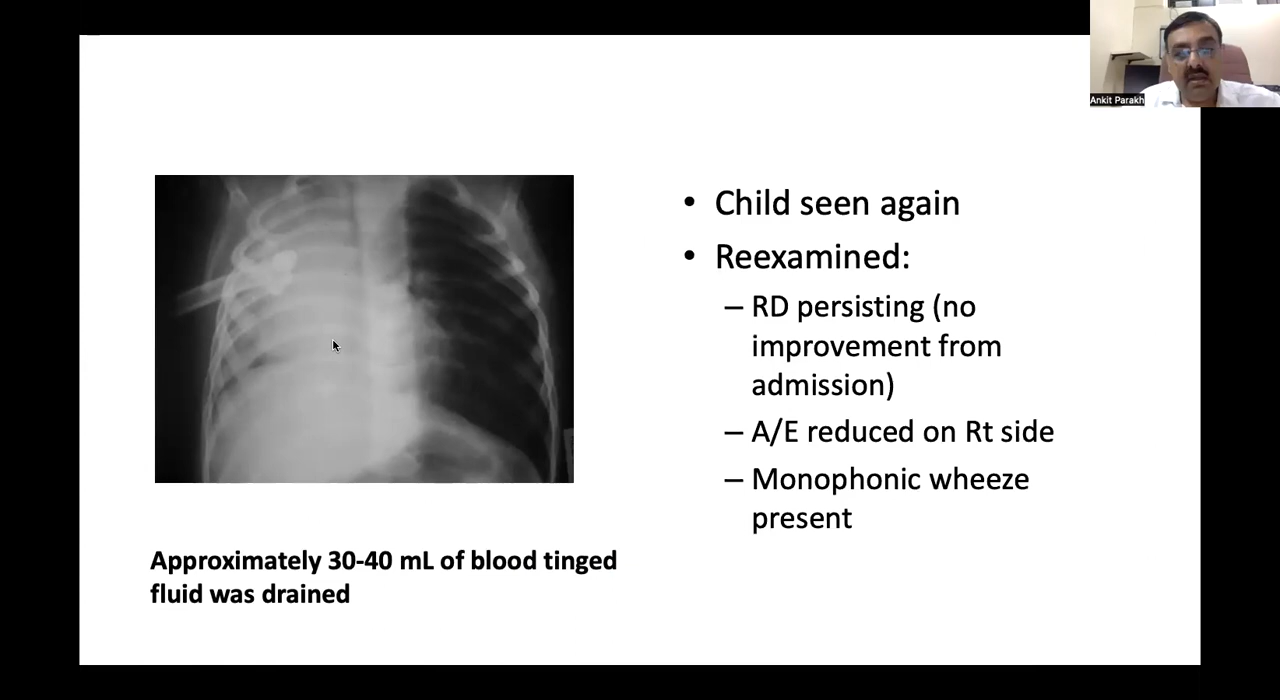 Ankit Parakh
• Child seen again
• Reexamined:
– RD persisting (no
improvement from
admission)
– A/E reduced on Rt side
– Monophonic wheeze
present
Approximately 30-40 mL of blood tinged
fluid was drained